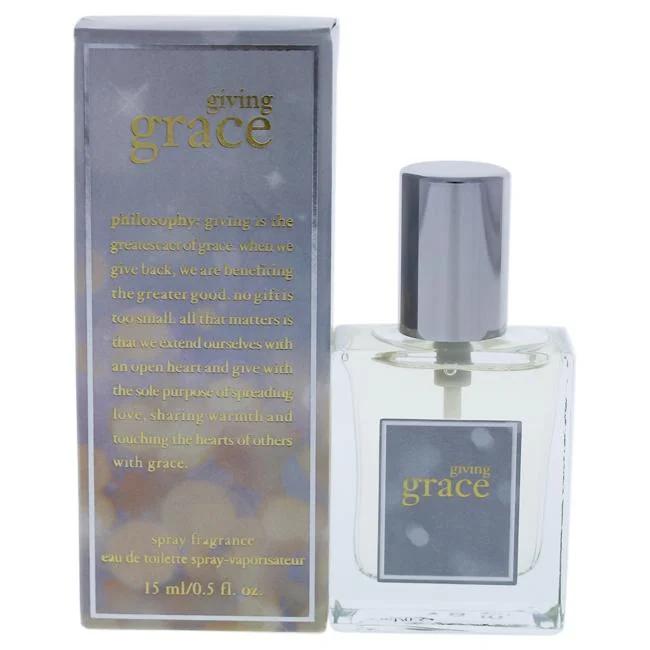 giving
grace
philosophy: giving is the
greatest act of grace. when we
give back, we are benefiting
the greater good. no gift is
too small. all that matters is
that we extend ourselves with
an open heart and give with
the sole purpose of spreading
love, sharing warmth and
touching the hearts of others
with grace.
spray fragrance
eau de toilette spray-vaporisateur
15 ml/0.5 fl. oz.
giving
grace